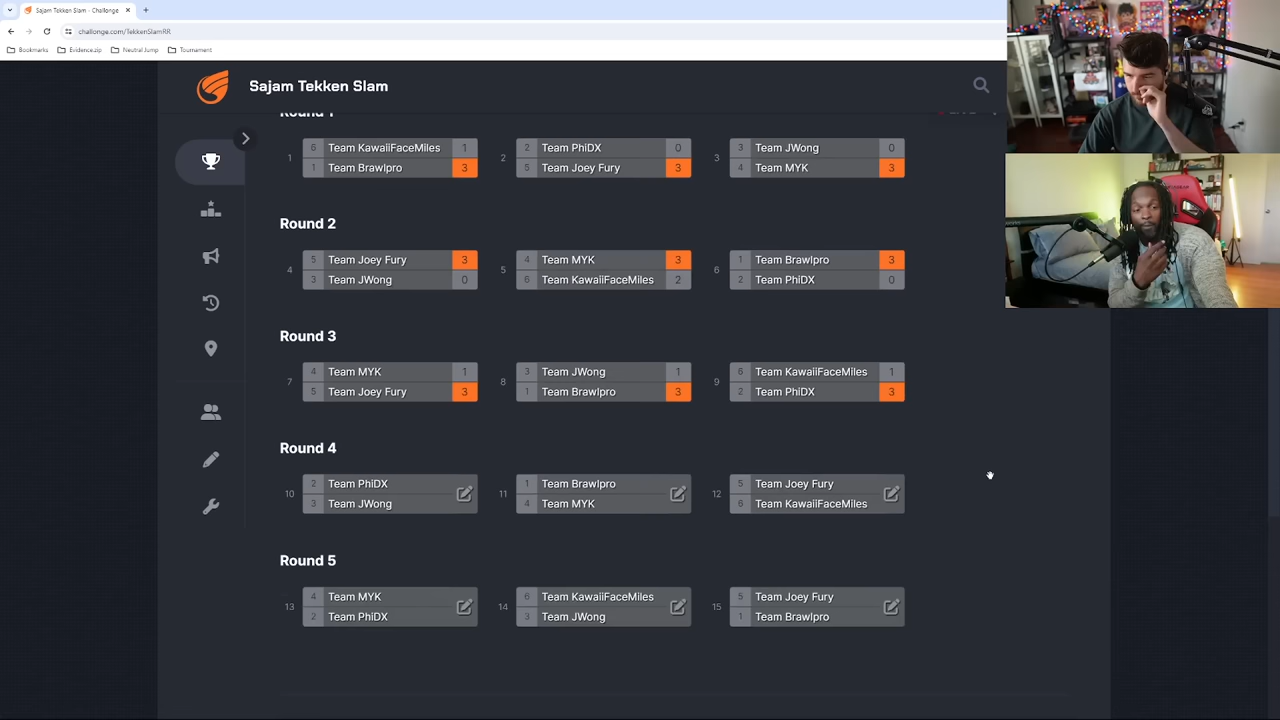 Sajam Tekken Slam - Challonge
challonge.com/TekkenSlamRR
Bookmarks Evidence.zip Neutral Jump Tournament
Sajam Tekken Slam
Round 1
1 6 Team KawaiiFaceMiles 1
1 Team Brawlpro 3
2 2 Team PhiDX 0
5 Team Joey Fury 3
3 3 Team JWong 0
4 Team MYK 3
Round 2
4 5 Team Joey Fury 3
3 Team JWong 0
5 4 Team MYK 3
6 Team KawaiiFaceMiles 2
6 1 Team Brawlpro 3
2 Team PhiDX 0
Round 3
7 4 Team MYK 1
5 Team Joey Fury 3
8 3 Team JWong 1
1 Team Brawlpro 3
9 6 Team KawaiiFaceMiles 1
2 Team PhiDX 3
Round 4
10 2 Team PhiDX
3 Team JWong
11 1 Team Brawlpro
4 Team MYK
12 5 Team Joey Fury
6 Team KawaiiFaceMiles
Round 5
13 4 Team MYK
2 Team PhiDX
14 6 Team KawaiiFaceMiles
3 Team JWong
15 5 Team Joey Fury
1 Team Brawlpro